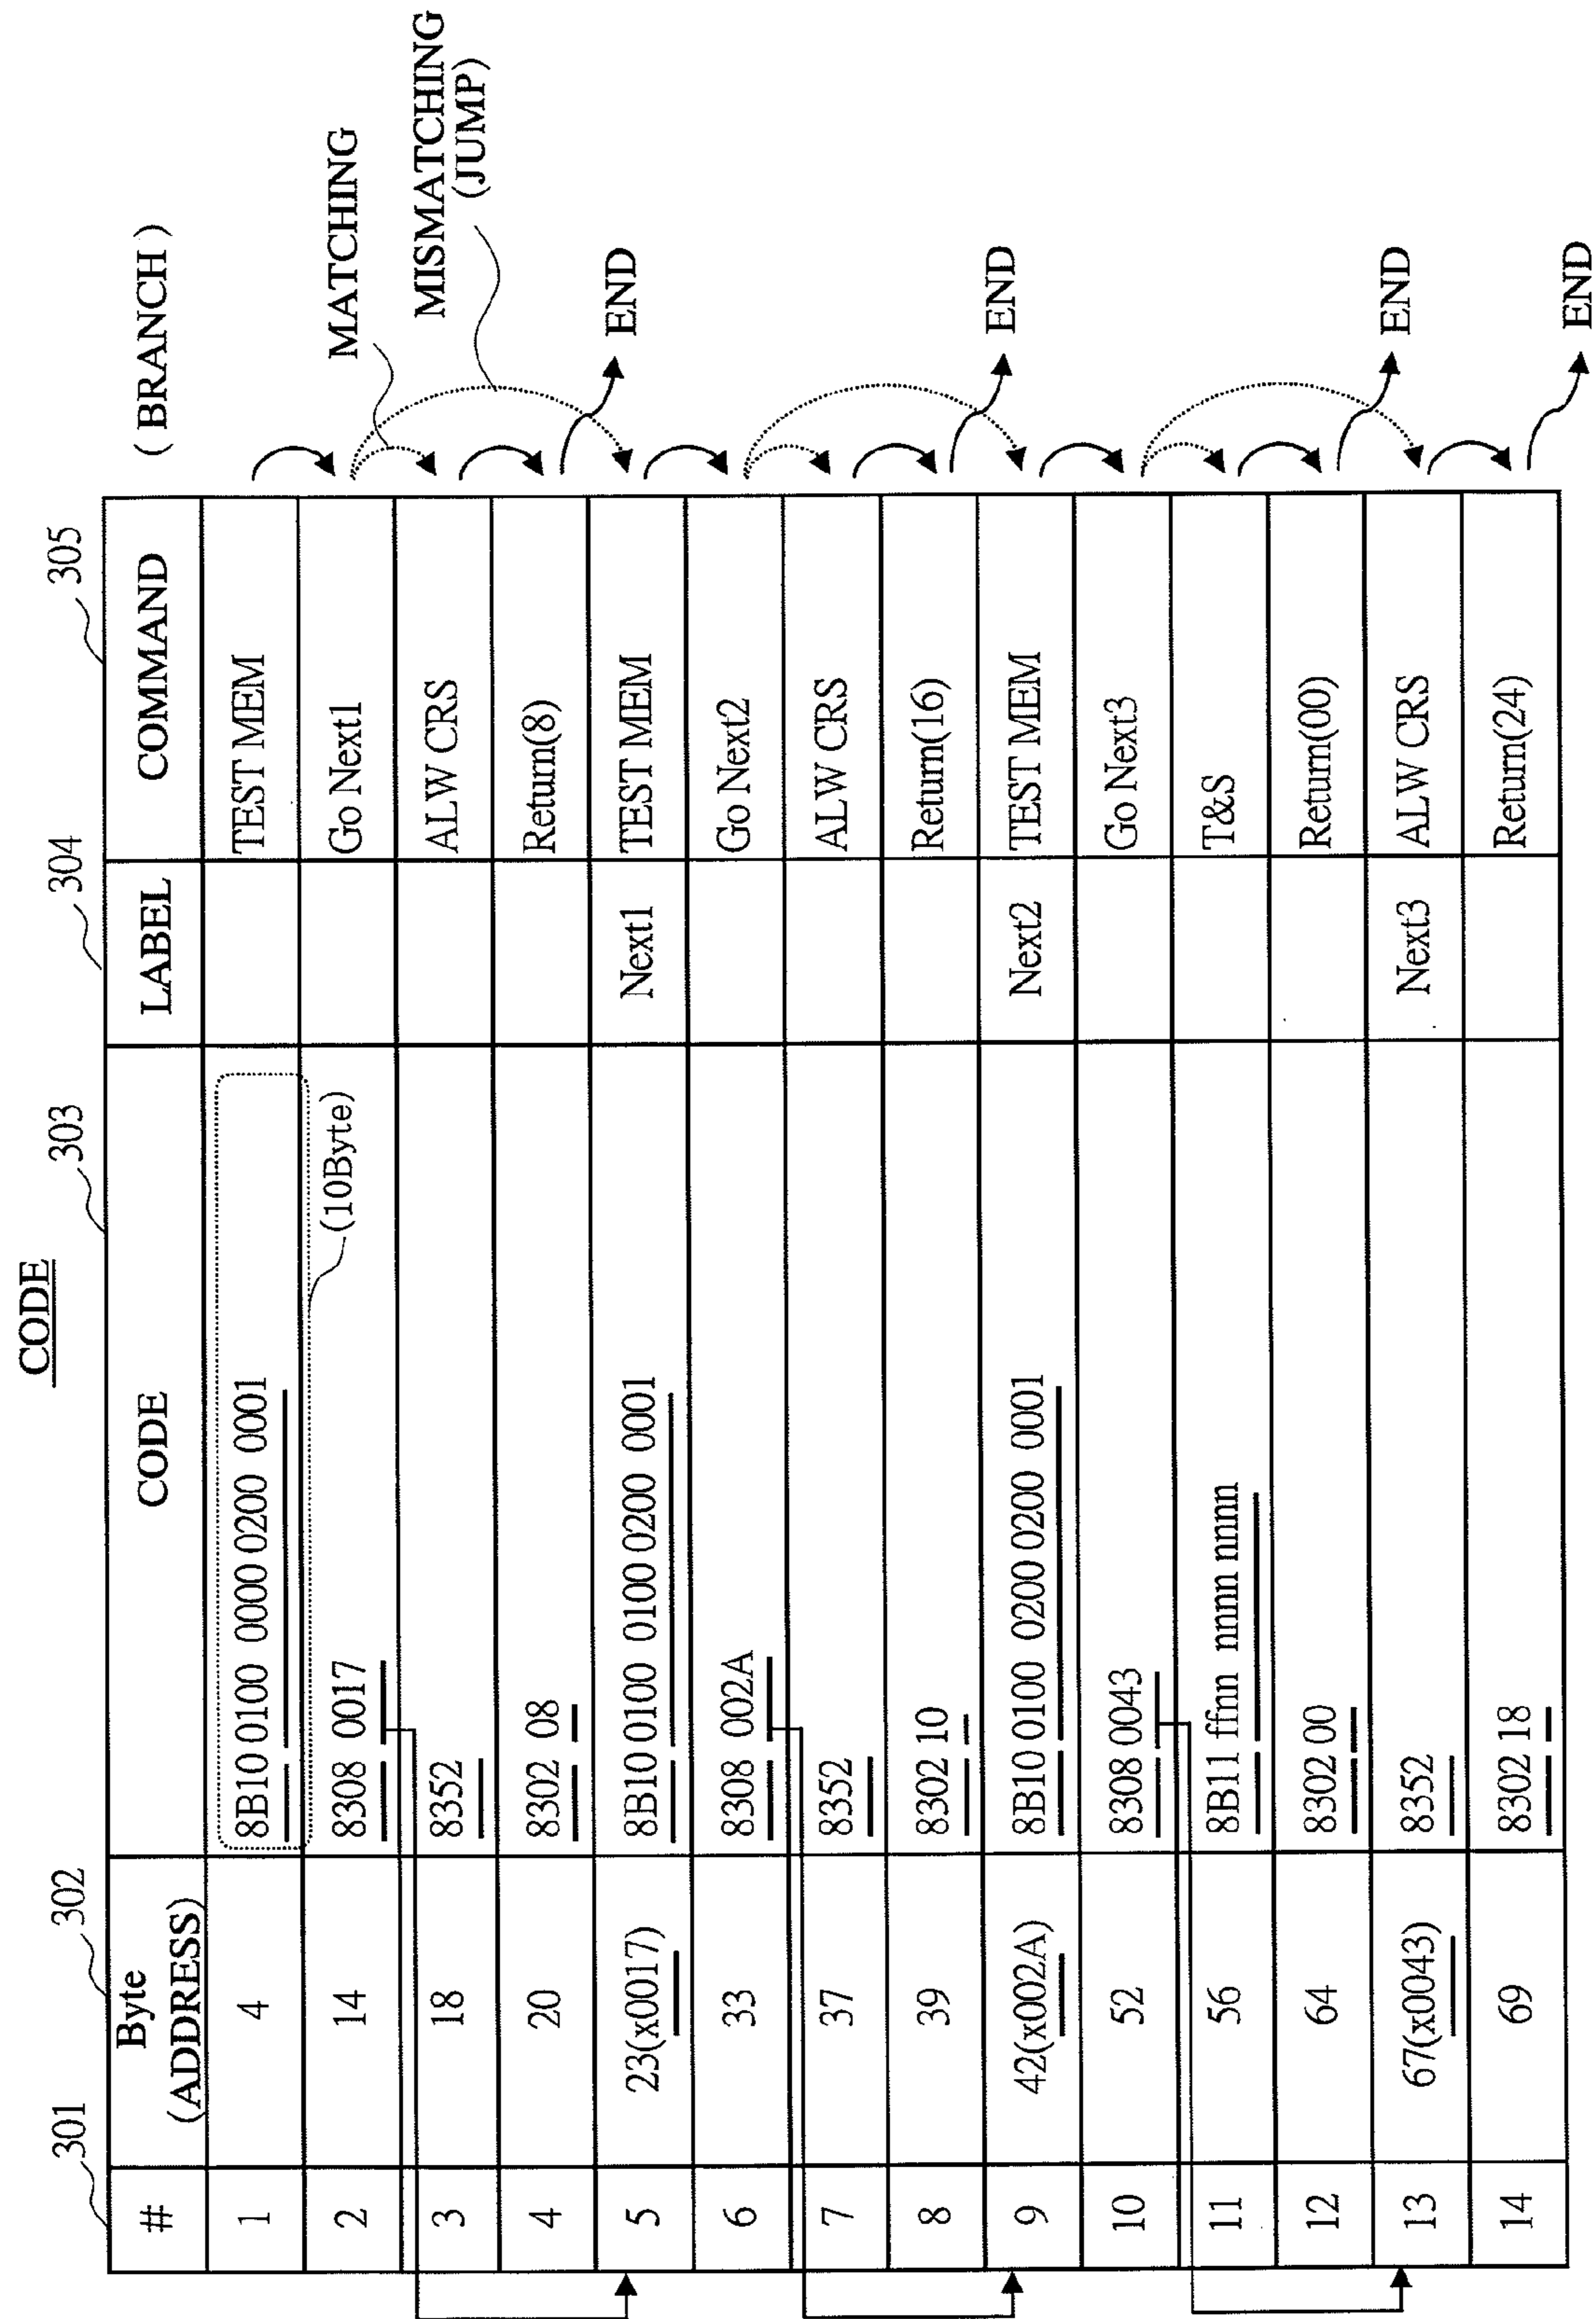 CODE
301 302 303 304 305
# Byte (ADDRESS) CODE LABEL COMMAND (BRANCH)
1 4 8B10 0100 0000 0200 0001 TEST MEM
(10Byte)
2 14 8308 0017 Go Next1 MATCHING
3 18 8352 ALW CRS MISMATCHING (JUMP)
4 20 8302 08 Return(8)
5 23(x0017) 8B10 0100 0100 0200 0001 Next1 TEST MEM END
6 33 8308 002A Go Next2
7 37 8352 ALW CRS
8 39 8302 10 Return(16)
9 42(x002A) 8B10 0100 0200 0200 0001 Next2 TEST MEM END
10 52 8308 0043 Go Next3
11 56 8B11 ffnn nnnn nnnn T&S
12 64 8302 00 Return(00)
13 67(x0043) 8352 Next3 ALW CRS END
14 69 8302 18 Return(24)
END